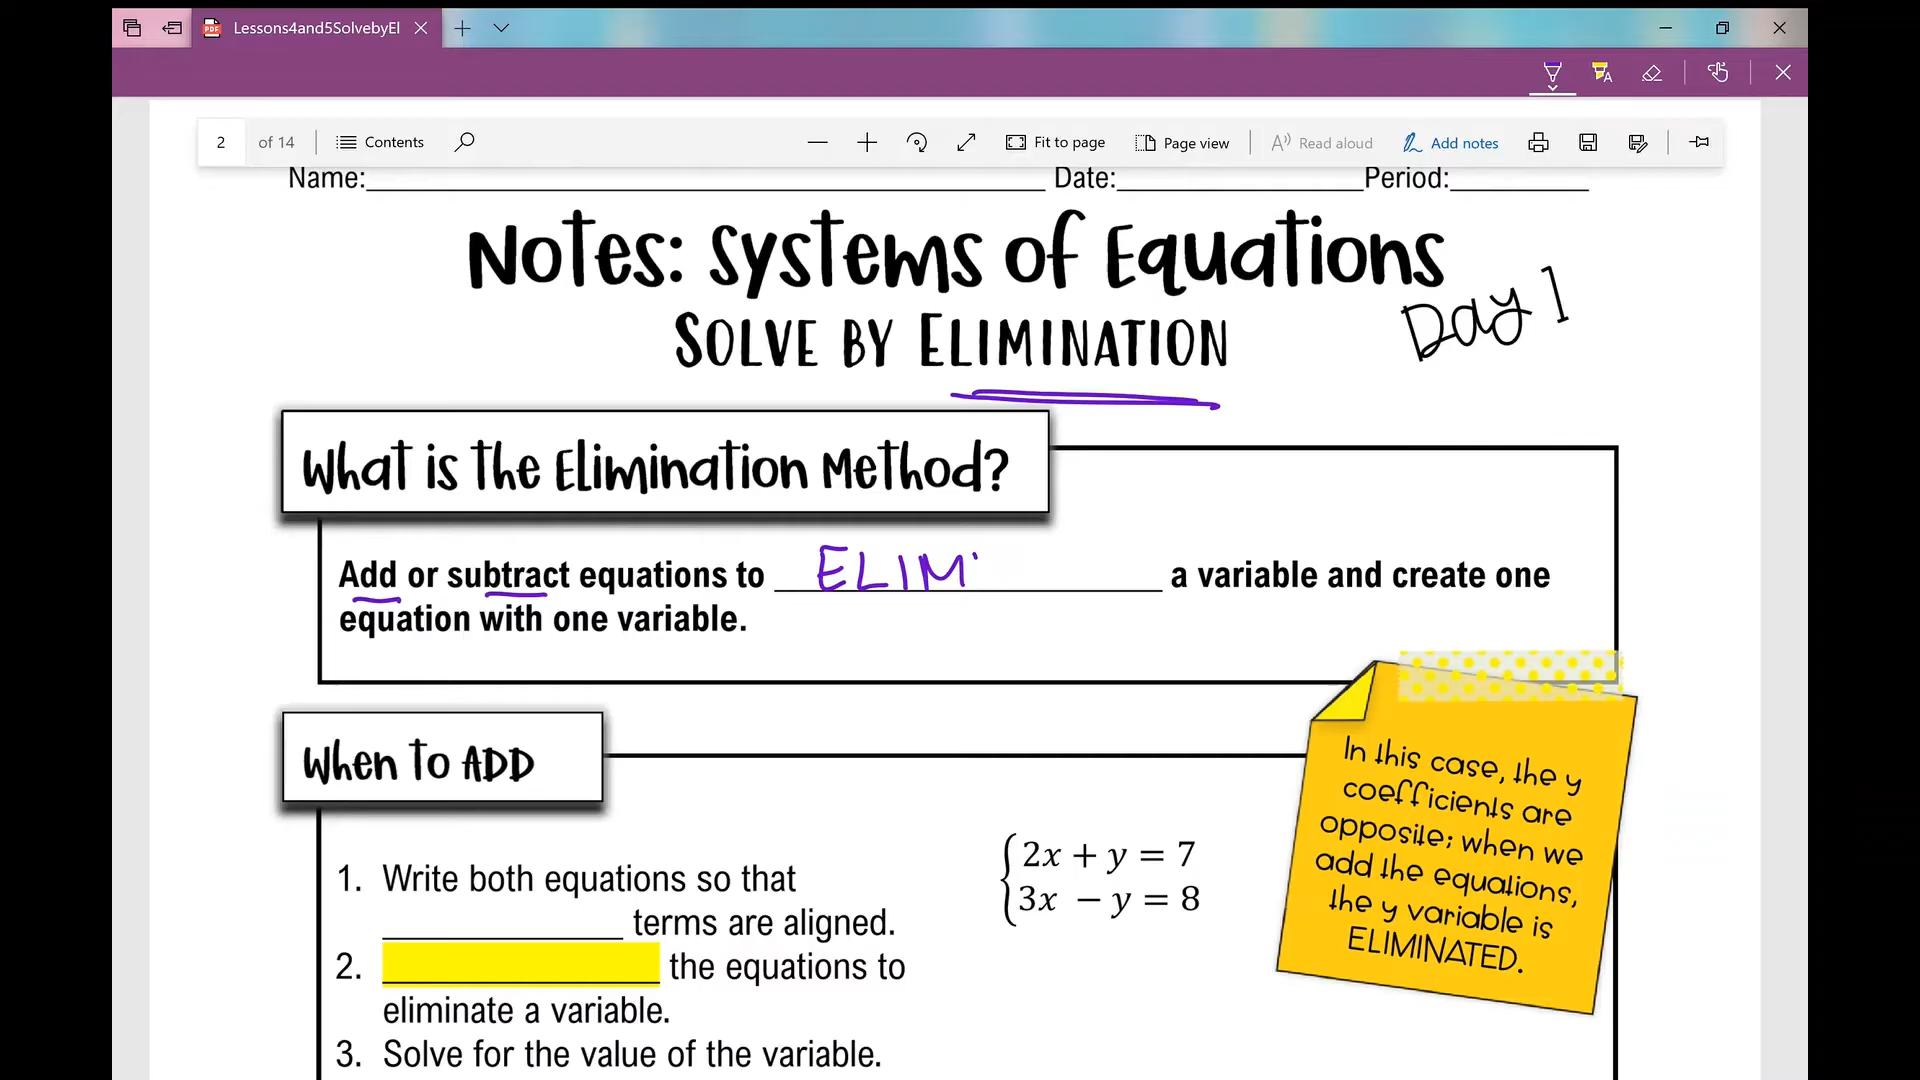 Lessons4and5SolvebyEl
2 of 14 Contents Fit to page Page view Read aloud Add notes
Name: Date: Period:
Notes: Systems of Equations
Day 1
SOLVE BY ELIMINATION
What is the Elimination Method?
Add or subtract equations to ELIM a variable and create one
equation with one variable.
When to ADD
1. Write both equations so that
terms are aligned.
2. the equations to
eliminate a variable.
3. Solve for the value of the variable.
2x + y = 7
3x − y = 8
In this case, the y
coefficients are
opposite; when we
add the equations,
the y variable is
ELIMINATED.